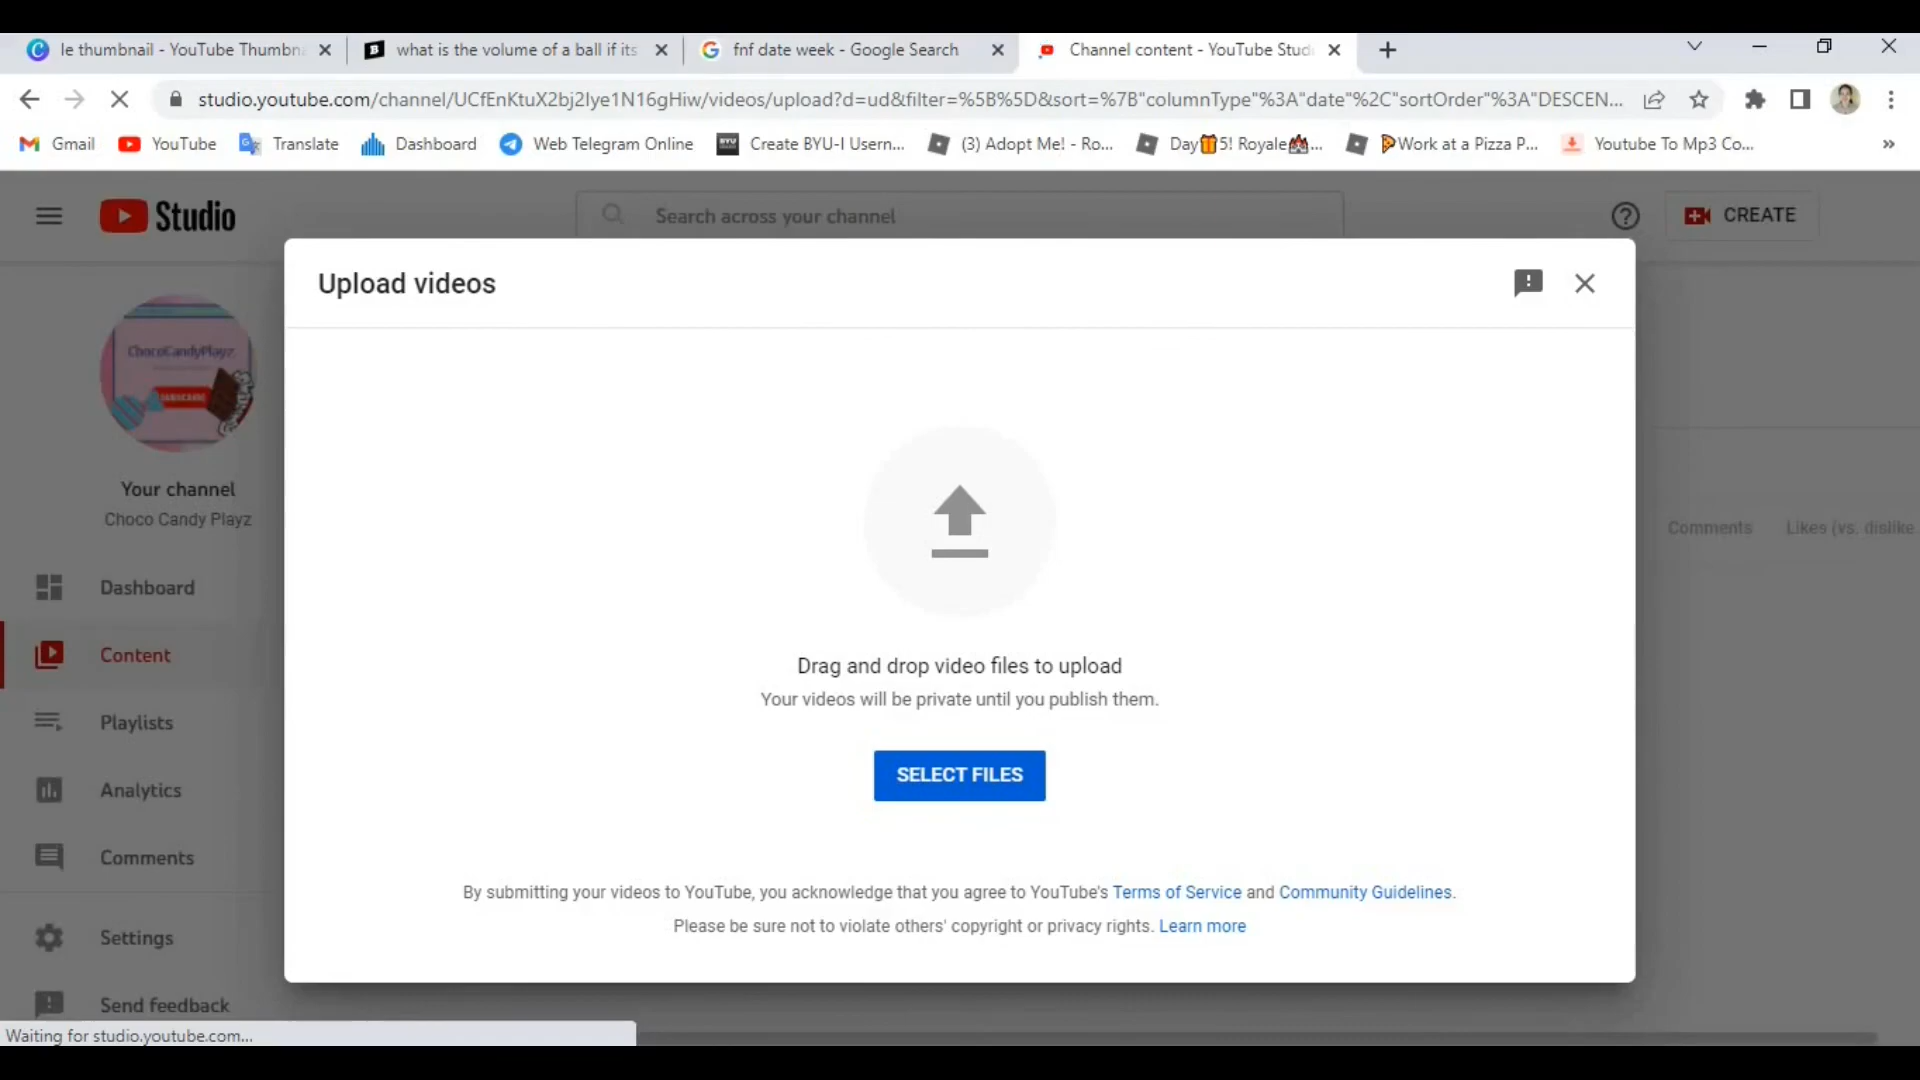 le thumbnail - YouTube Thumbn
what is the volume of a ball if its
fnf date week - Google Search
Channel content - YouTube Stud
studio.youtube.com/channel/UCfEnKtuX2bj2lye1N16gHiw/videos/upload?d=ud&filter=%5B%5D&sort=%7B"columnType"%3A"date"%2C"sortOrder"%3A"DESCEN...
Gmail
YouTube
Translate
Dashboard
Web Telegram Online
BYU
Create BYU-I Usern...
(3) Adopt Me! - Ro...
Day🎁5! Royale🏰...
🍕Work at a Pizza P...
Youtube To Mp3 Co...
»
Studio
Search across your channel
CREATE
Upload videos
ChocoCandyPlayz
SUBSCRIBE
Your channel
Choco Candy Playz
Comments
Likes (vs. dislike
Dashboard
Content
Playlists
Analytics
Comments
Settings
Send feedback
Drag and drop video files to upload
Your videos will be private until you publish them.
SELECT FILES
By submitting your videos to YouTube, you acknowledge that you agree to YouTube's Terms of Service and Community Guidelines.
Please be sure not to violate others' copyright or privacy rights. Learn more
Waiting for studio.youtube.com...